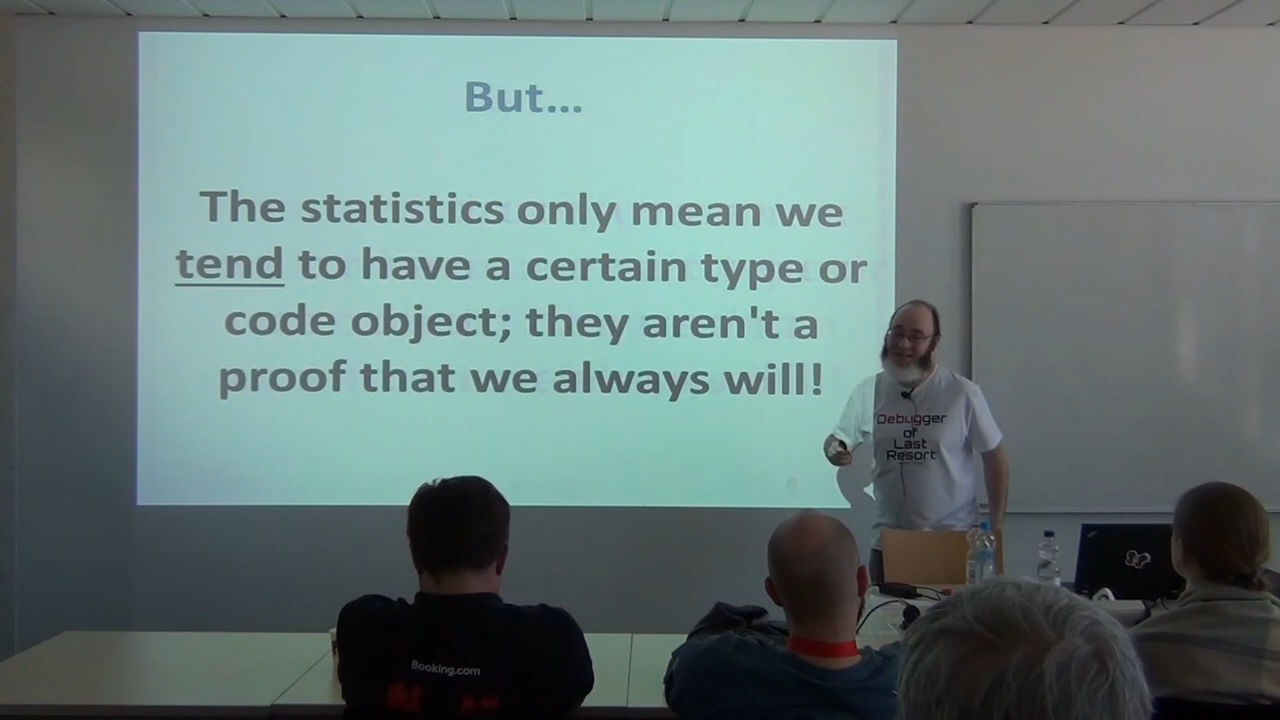 But...
The statistics only mean we
tend to have a certain type or
code object; they aren't a
proof that we always will!
Debugger
of
Last
Resort
Booking.com